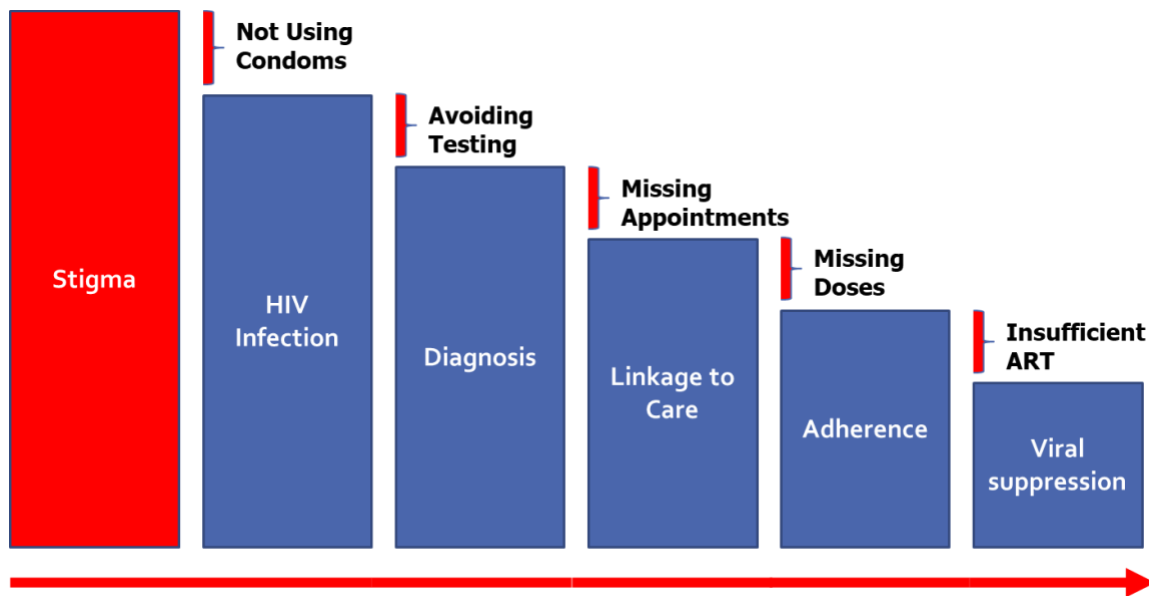 Stigma
Not Using
Condoms
HIV
Infection
Avoiding
Testing
Diagnosis
Missing
Appointments
Linkage to
Care
Missing
Doses
Adherence
Insufficient
ART
Viral
suppression